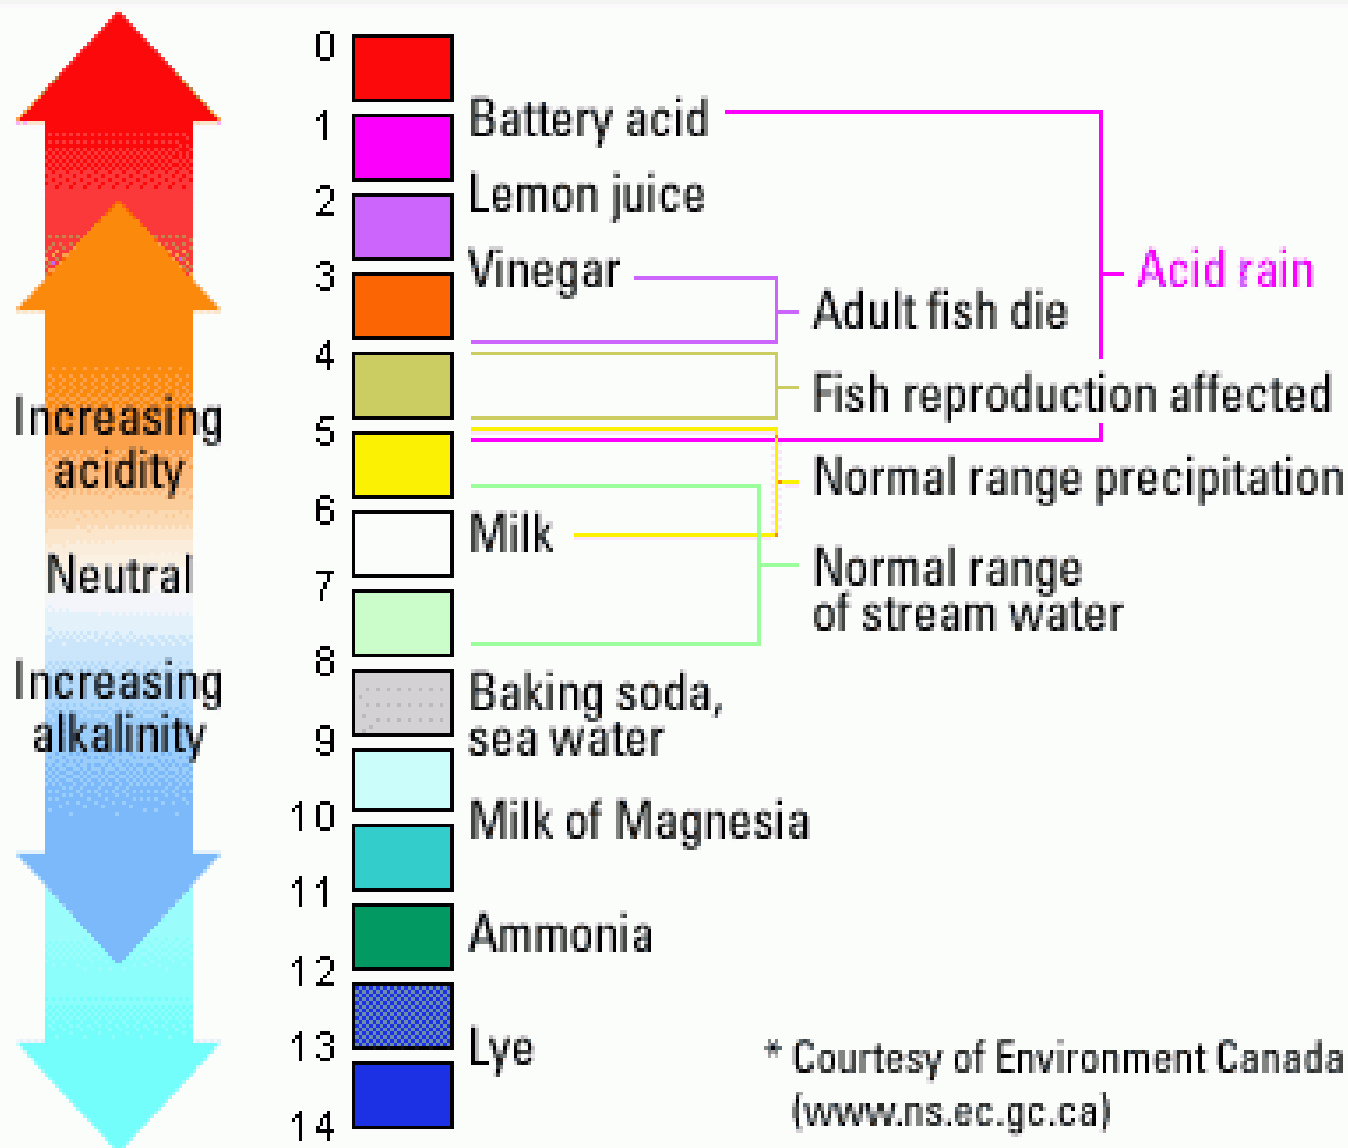 0
1
Battery acid
2
Lemon juice
3
Vinegar
Acid rain
Adult fish die
4
Fish reproduction affected
5
Increasing
acidity
Normal range precipitation
6
Milk
7
Neutral
Normal range
of stream water
8
Increasing
alkalinity
Baking soda,
sea water
9
10
Milk of Magnesia
11
Ammonia
12
13
Lye
14
* Courtesy of Environment Canada
(www.ns.ec.gc.ca)